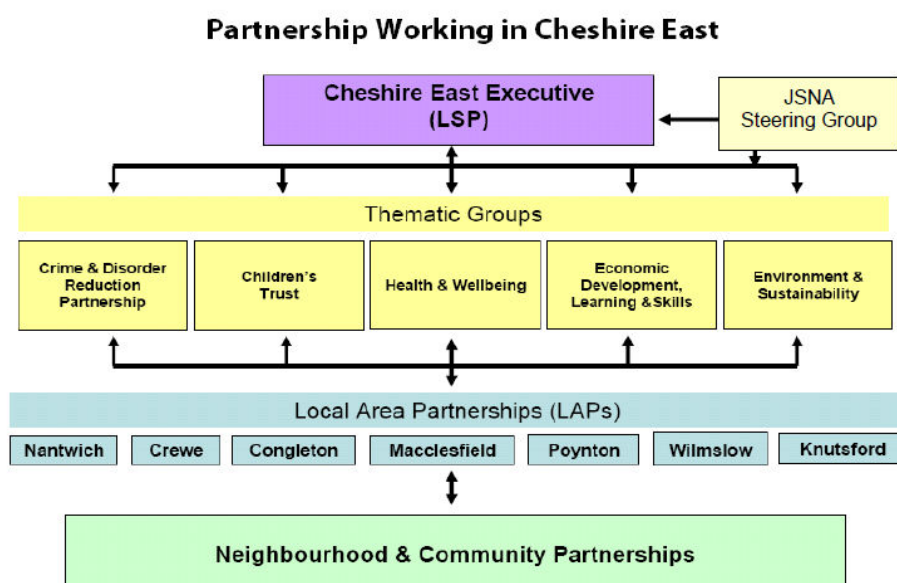 Partnership Working in Cheshire East
Cheshire East Executive
(LSP)
JSNA
Steering Group
Thematic Groups
Crime & Disorder
Reduction
Partnership
Children's
Trust
Health & Wellbeing
Economic
Development,
Learning &Skills
Environment &
Sustainability
Local Area Partnerships (LAPs)
Nantwich
Crewe
Congleton
Macclesfield
Poynton
Wilmslow
Knutsford
Neighbourhood & Community Partnerships